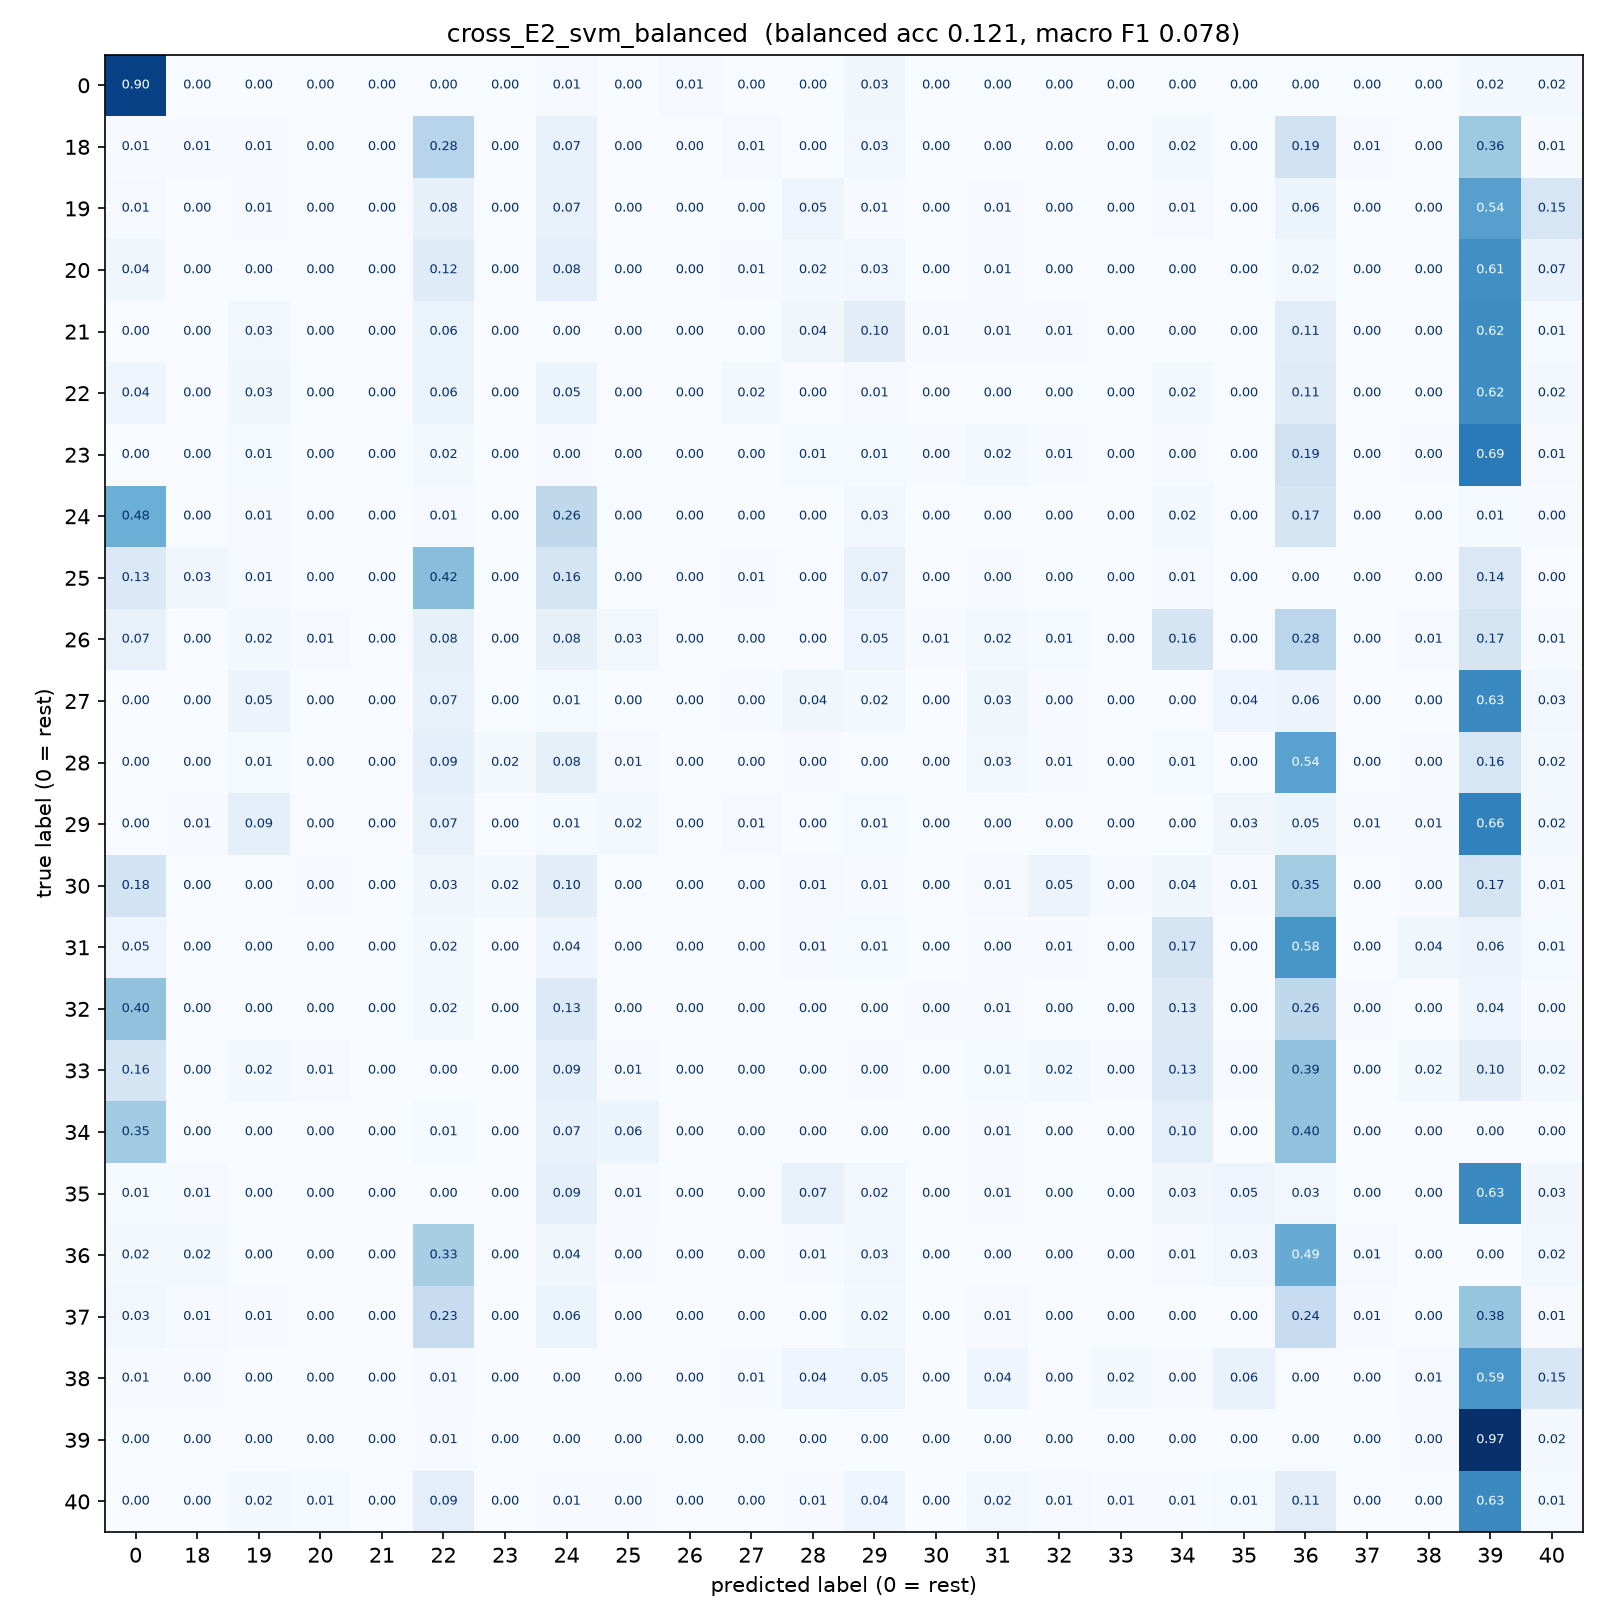 cross_E2_svm_balanced  (balanced acc 0.121, macro F1 0.078)
true label (0 = rest)
0 0.90 0.00 0.00 0.00 0.00 0.00 0.00 0.01 0.00 0.01 0.00 0.00 0.03 0.00 0.00 0.00 0.00 0.00 0.00 0.00 0.00 0.00 0.02 0.02
18 0.01 0.01 0.01 0.00 0.00 0.28 0.00 0.07 0.00 0.00 0.01 0.00 0.03 0.00 0.00 0.00 0.00 0.02 0.00 0.19 0.01 0.00 0.36 0.01
19 0.01 0.00 0.01 0.00 0.00 0.08 0.00 0.07 0.00 0.00 0.00 0.05 0.01 0.00 0.01 0.00 0.00 0.01 0.00 0.06 0.00 0.00 0.54 0.15
20 0.04 0.00 0.00 0.00 0.00 0.12 0.00 0.08 0.00 0.00 0.01 0.02 0.03 0.00 0.01 0.00 0.00 0.00 0.00 0.02 0.00 0.00 0.61 0.07
21 0.00 0.00 0.03 0.00 0.00 0.06 0.00 0.00 0.00 0.00 0.00 0.04 0.10 0.01 0.01 0.01 0.00 0.00 0.00 0.11 0.00 0.00 0.62 0.01
22 0.04 0.00 0.03 0.00 0.00 0.06 0.00 0.05 0.00 0.00 0.02 0.00 0.01 0.00 0.00 0.00 0.00 0.02 0.00 0.11 0.00 0.00 0.62 0.02
23 0.00 0.00 0.01 0.00 0.00 0.02 0.00 0.00 0.00 0.00 0.00 0.01 0.01 0.00 0.02 0.01 0.00 0.00 0.00 0.19 0.00 0.00 0.69 0.01
24 0.48 0.00 0.01 0.00 0.00 0.01 0.00 0.26 0.00 0.00 0.00 0.00 0.03 0.00 0.00 0.00 0.00 0.02 0.00 0.17 0.00 0.00 0.01 0.00
25 0.13 0.03 0.01 0.00 0.00 0.42 0.00 0.16 0.00 0.00 0.01 0.00 0.07 0.00 0.00 0.00 0.00 0.01 0.00 0.00 0.00 0.00 0.14 0.00
26 0.07 0.00 0.02 0.01 0.00 0.08 0.00 0.08 0.03 0.00 0.00 0.00 0.05 0.01 0.02 0.01 0.00 0.16 0.00 0.28 0.00 0.01 0.17 0.01
27 0.00 0.00 0.05 0.00 0.00 0.07 0.00 0.01 0.00 0.00 0.00 0.04 0.02 0.00 0.03 0.00 0.00 0.00 0.04 0.06 0.00 0.00 0.63 0.03
28 0.00 0.00 0.01 0.00 0.00 0.09 0.02 0.08 0.01 0.00 0.00 0.00 0.00 0.00 0.03 0.01 0.00 0.01 0.00 0.54 0.00 0.00 0.16 0.02
29 0.00 0.01 0.09 0.00 0.00 0.07 0.00 0.01 0.02 0.00 0.01 0.00 0.01 0.00 0.00 0.00 0.00 0.00 0.03 0.05 0.01 0.01 0.66 0.02
30 0.18 0.00 0.00 0.00 0.00 0.03 0.02 0.10 0.00 0.00 0.00 0.01 0.01 0.00 0.01 0.05 0.00 0.04 0.01 0.35 0.00 0.00 0.17 0.01
31 0.05 0.00 0.00 0.00 0.00 0.02 0.00 0.04 0.00 0.00 0.00 0.01 0.01 0.00 0.00 0.01 0.00 0.17 0.00 0.58 0.00 0.04 0.06 0.01
32 0.40 0.00 0.00 0.00 0.00 0.02 0.00 0.13 0.00 0.00 0.00 0.00 0.00 0.00 0.01 0.00 0.00 0.13 0.00 0.26 0.00 0.00 0.04 0.00
33 0.16 0.00 0.02 0.01 0.00 0.00 0.00 0.09 0.01 0.00 0.00 0.00 0.00 0.00 0.01 0.02 0.00 0.13 0.00 0.39 0.00 0.02 0.10 0.02
34 0.35 0.00 0.00 0.00 0.00 0.01 0.00 0.07 0.06 0.00 0.00 0.00 0.00 0.00 0.01 0.00 0.00 0.10 0.00 0.40 0.00 0.00 0.00 0.00
35 0.01 0.01 0.00 0.00 0.00 0.00 0.00 0.09 0.01 0.00 0.00 0.07 0.02 0.00 0.01 0.00 0.00 0.03 0.05 0.03 0.00 0.00 0.63 0.03
36 0.02 0.02 0.00 0.00 0.00 0.33 0.00 0.04 0.00 0.00 0.00 0.01 0.03 0.00 0.00 0.00 0.00 0.01 0.03 0.49 0.01 0.00 0.00 0.02
37 0.03 0.01 0.01 0.00 0.00 0.23 0.00 0.06 0.00 0.00 0.00 0.00 0.02 0.00 0.01 0.00 0.00 0.00 0.00 0.24 0.01 0.00 0.38 0.01
38 0.01 0.00 0.00 0.00 0.00 0.01 0.00 0.00 0.00 0.00 0.01 0.04 0.05 0.00 0.04 0.00 0.02 0.00 0.06 0.00 0.00 0.01 0.59 0.15
39 0.00 0.00 0.00 0.00 0.00 0.01 0.00 0.00 0.00 0.00 0.00 0.00 0.00 0.00 0.00 0.00 0.00 0.00 0.00 0.00 0.00 0.00 0.97 0.02
40 0.00 0.00 0.02 0.01 0.00 0.09 0.00 0.01 0.00 0.00 0.00 0.01 0.04 0.00 0.02 0.01 0.01 0.01 0.01 0.11 0.00 0.00 0.63 0.01
0 18 19 20 21 22 23 24 25 26 27 28 29 30 31 32 33 34 35 36 37 38 39 40
predicted label (0 = rest)